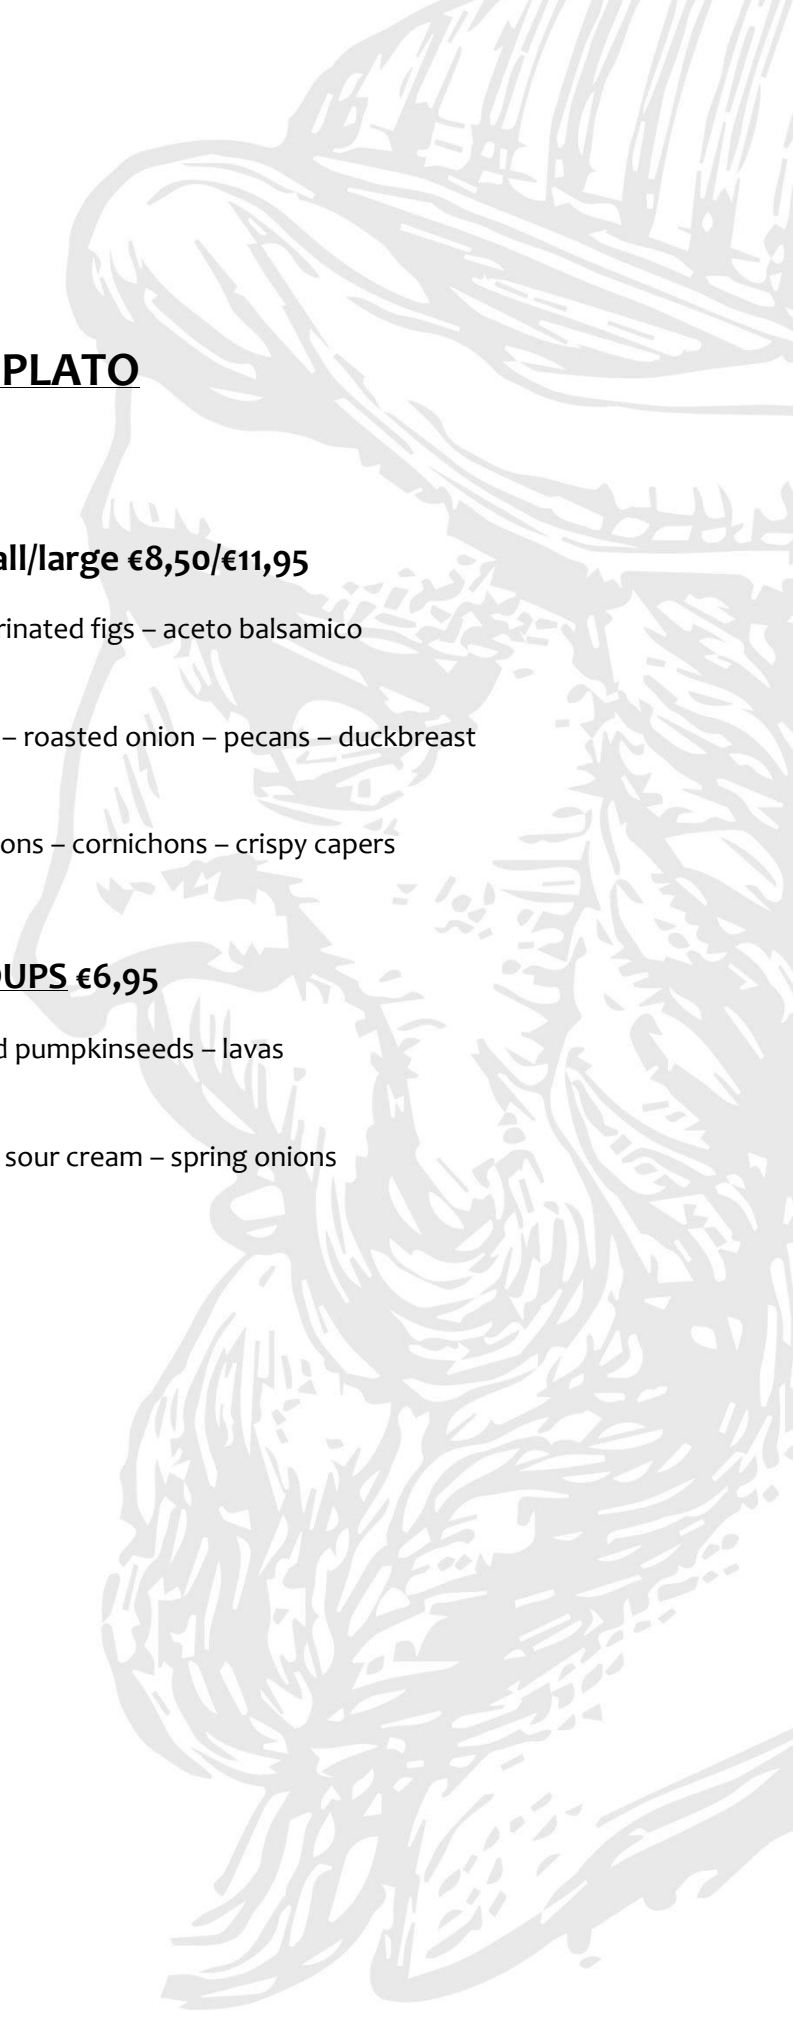 PLATO
all/large €8,50/€11,95
rinated figs – aceto balsamico
– roasted onion – pecans – duckbreast
ons – cornichons – crispy capers
OUPS €6,95
d pumpkinseeds – lavas
sour cream – spring onions